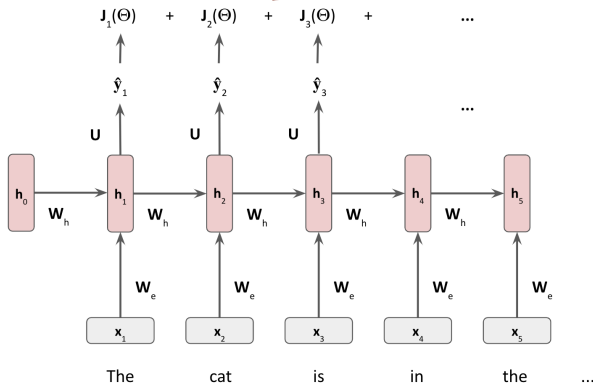 J₁(Θ) + J₂(Θ) + J₃(Θ) + ...
ŷ₁ ŷ₂ ŷ₃ ...
U U U
h₀ h₁ h₂ h₃ h₄ h₅
Wₕ Wₕ Wₕ Wₕ Wₕ
Wₑ Wₑ Wₑ Wₑ Wₑ
x₁ x₂ x₃ x₄ x₅
The cat is in the ...